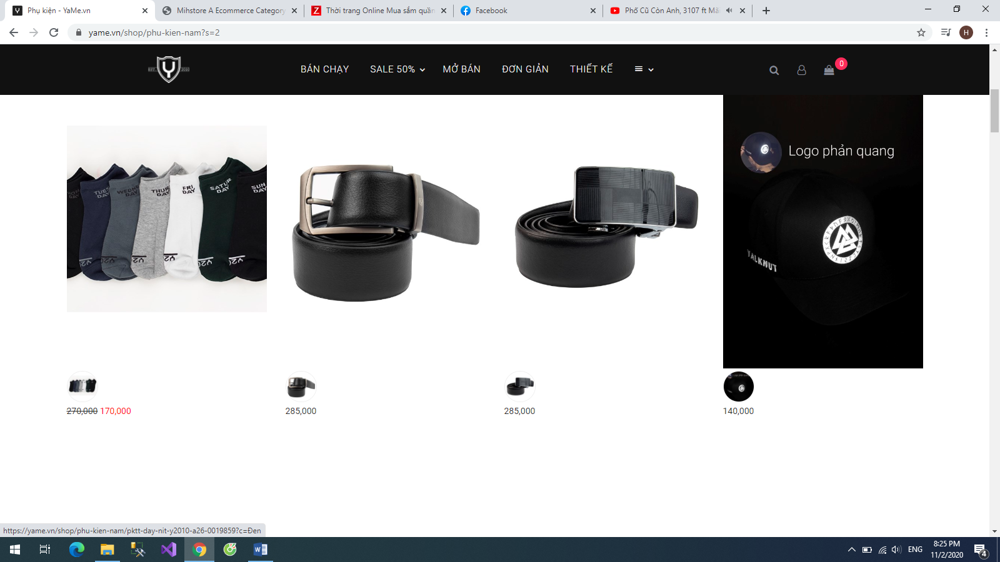 Phụ kiện - YaMe.vn
Mihstore A Ecommerce Category
Thời trang Online Mua sắm quần
Facebook
Phố Cũ Còn Anh, 3107 ft Mã
H
yame.vn/shop/phu-kien-nam?s=2
Y
EST.
2010
BÁN CHẠY
SALE 50%
MỞ BÁN
ĐƠN GIẢN
THIẾT KẾ
0
Logo phản quang
TUES DAY
WEDNE DAY
THUR DAY
FRI DAY
SATUR DAY
SUN DAY
VALKNUT
270,000 170,000
285,000
285,000
140,000
https://yame.vn/shop/phu-kien-nam/pktt-day-nit-y2010-a26-0019859?c=Đen
ENG
8:25 PM
11/2/2020
4